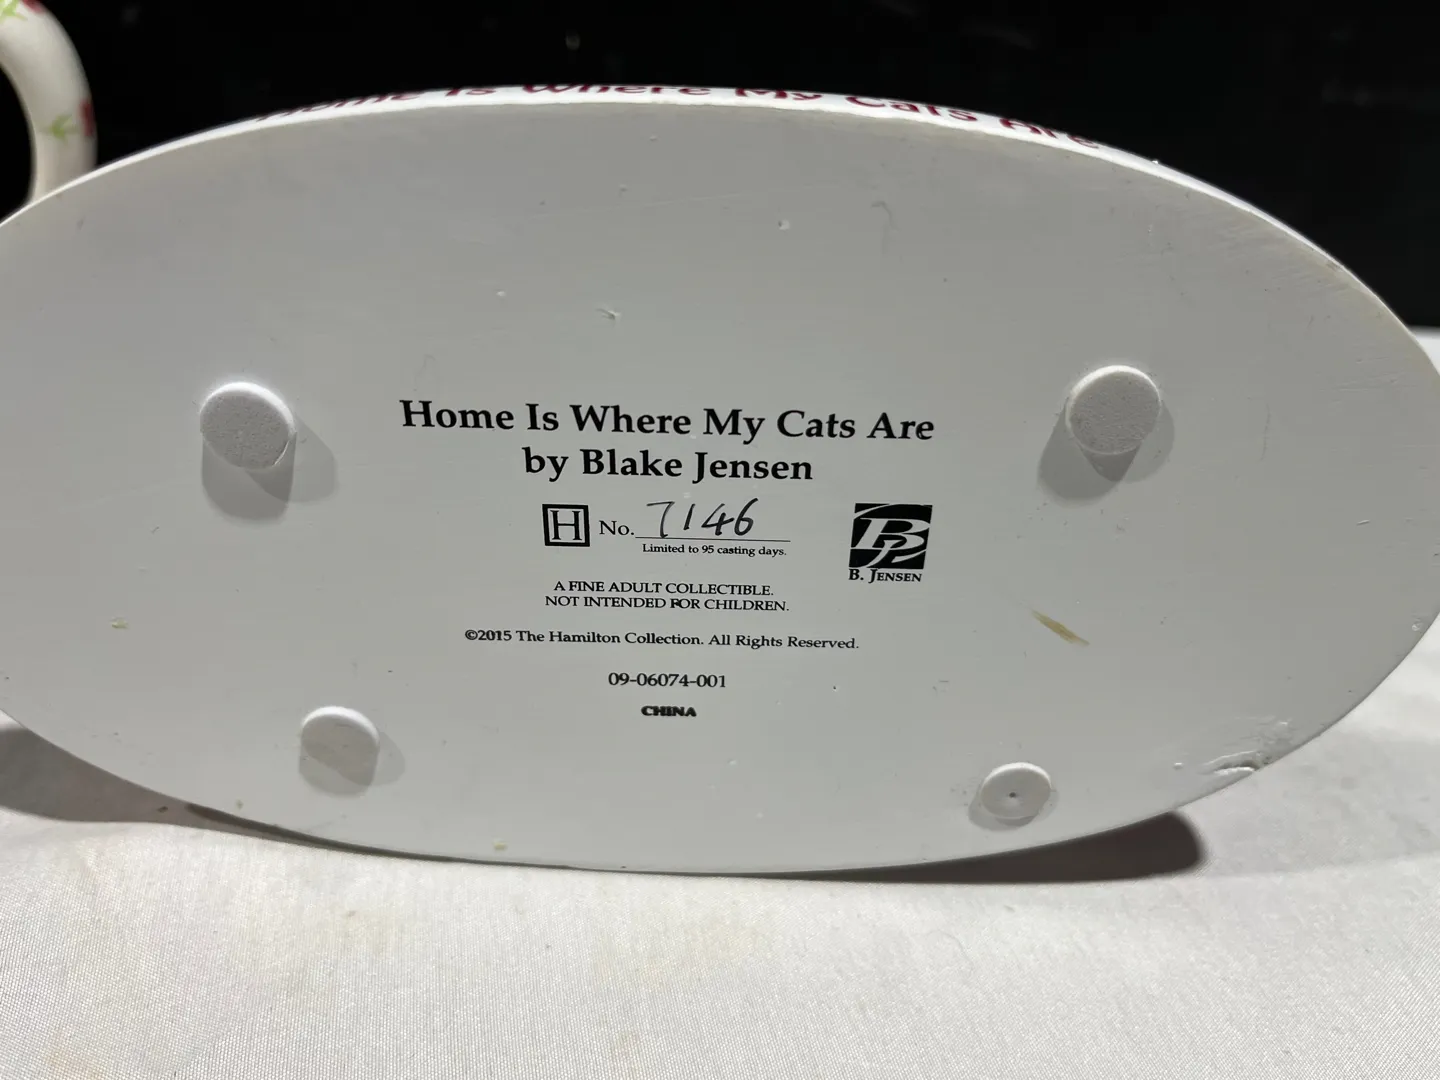 Home Is Where My Cats Are
Home Is Where My Cats Are
by Blake Jensen
H No. 7146
Limited to 95 casting days.
B. JENSEN
A FINE ADULT COLLECTIBLE.
NOT INTENDED FOR CHILDREN.
©2015 The Hamilton Collection. All Rights Reserved.
09-06074-001
CHINA